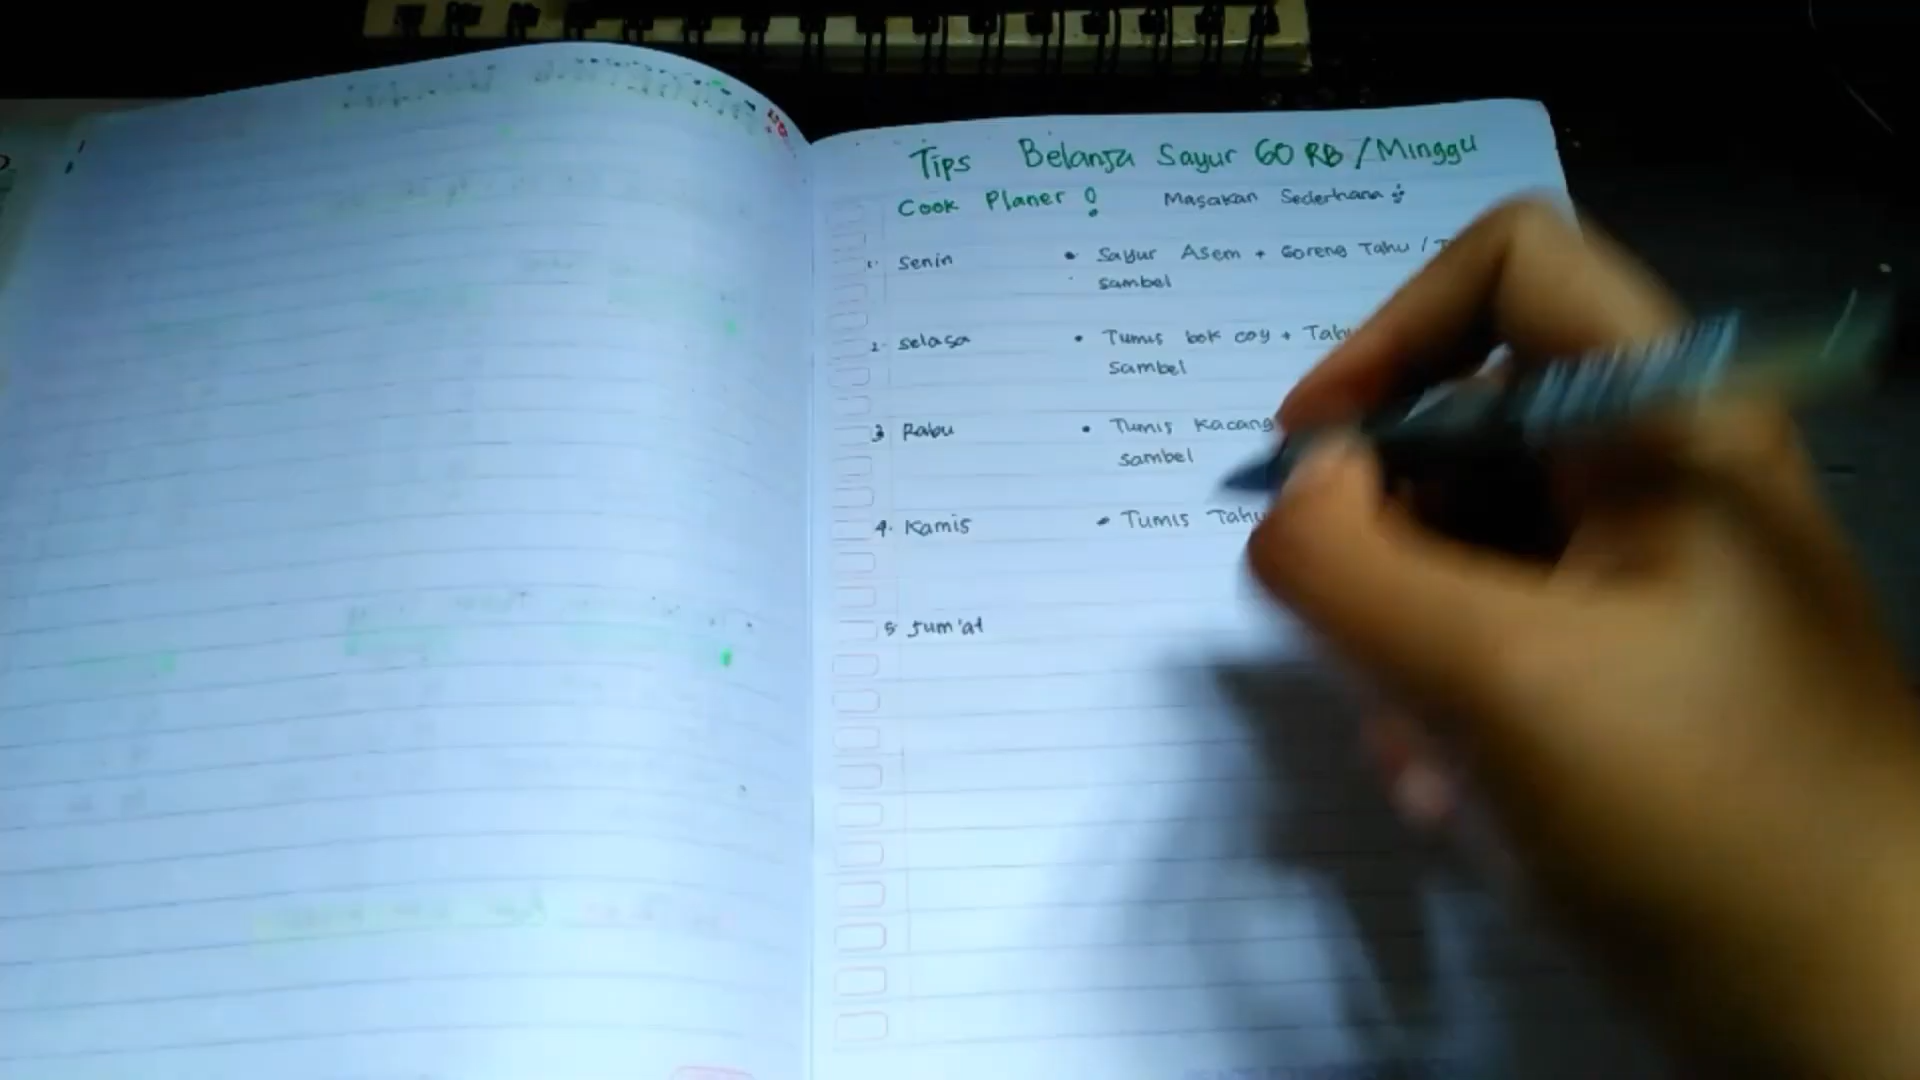 Tips Belanja Sayur 60 RB / Minggu
Cook Planer ! Masakan Sederhana :
1. Senin • Sayur Asem + Goreng Tahu /
sambel
2. Selasa • Tumis bok coy + Tahu
Sambel
3 Rabu • Tumis Kacang
sambel
4. Kamis • Tumis Tahu
5. Jum'at